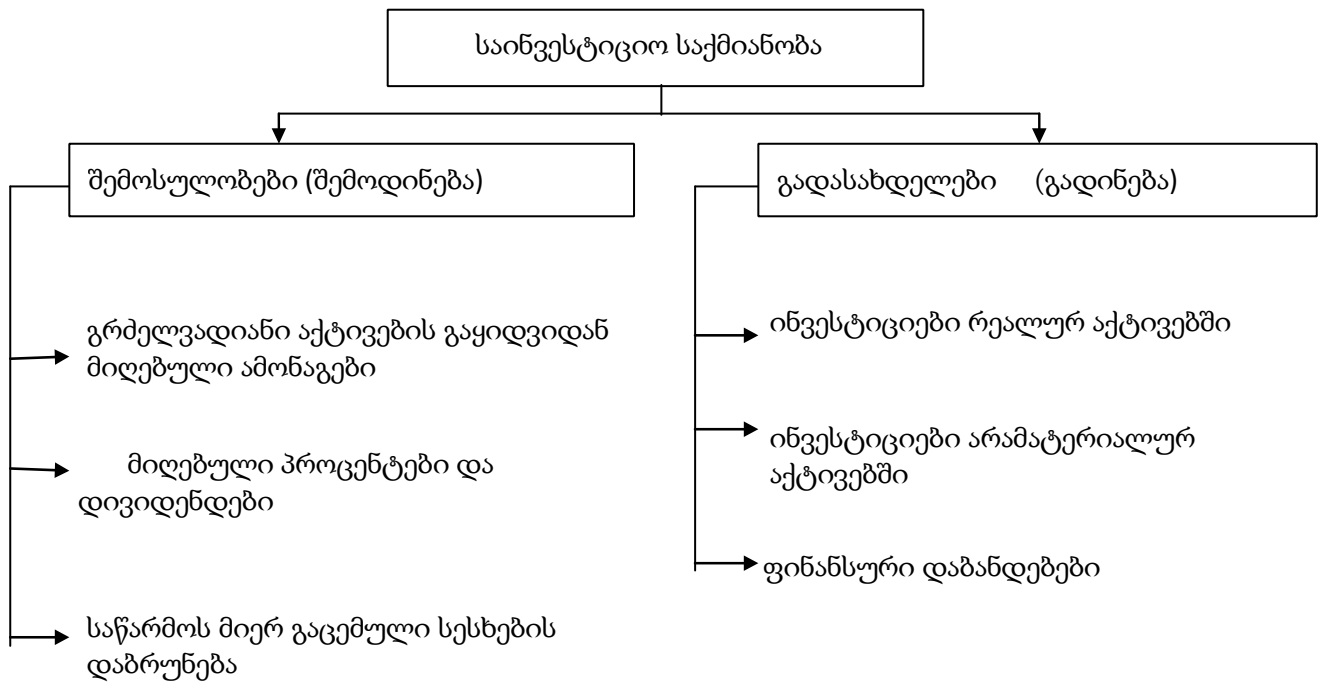 საინვესტიციო საქმიანობა
შემოსულობები (შემოდინება)
გრძელვადიანი აქტივების გაყიდვიდან
მიღებული ამონაგები
მიღებული პროცენტები და
დივიდენდები
საწარმოს მიერ გაცემული სესხების
დაბრუნება
გადასახდელები (გადინება)
ინვესტიციები რეალურ აქტივებში
ინვესტიციები არამატერიალურ
აქტივებში
ფინანსური დაბანდებები